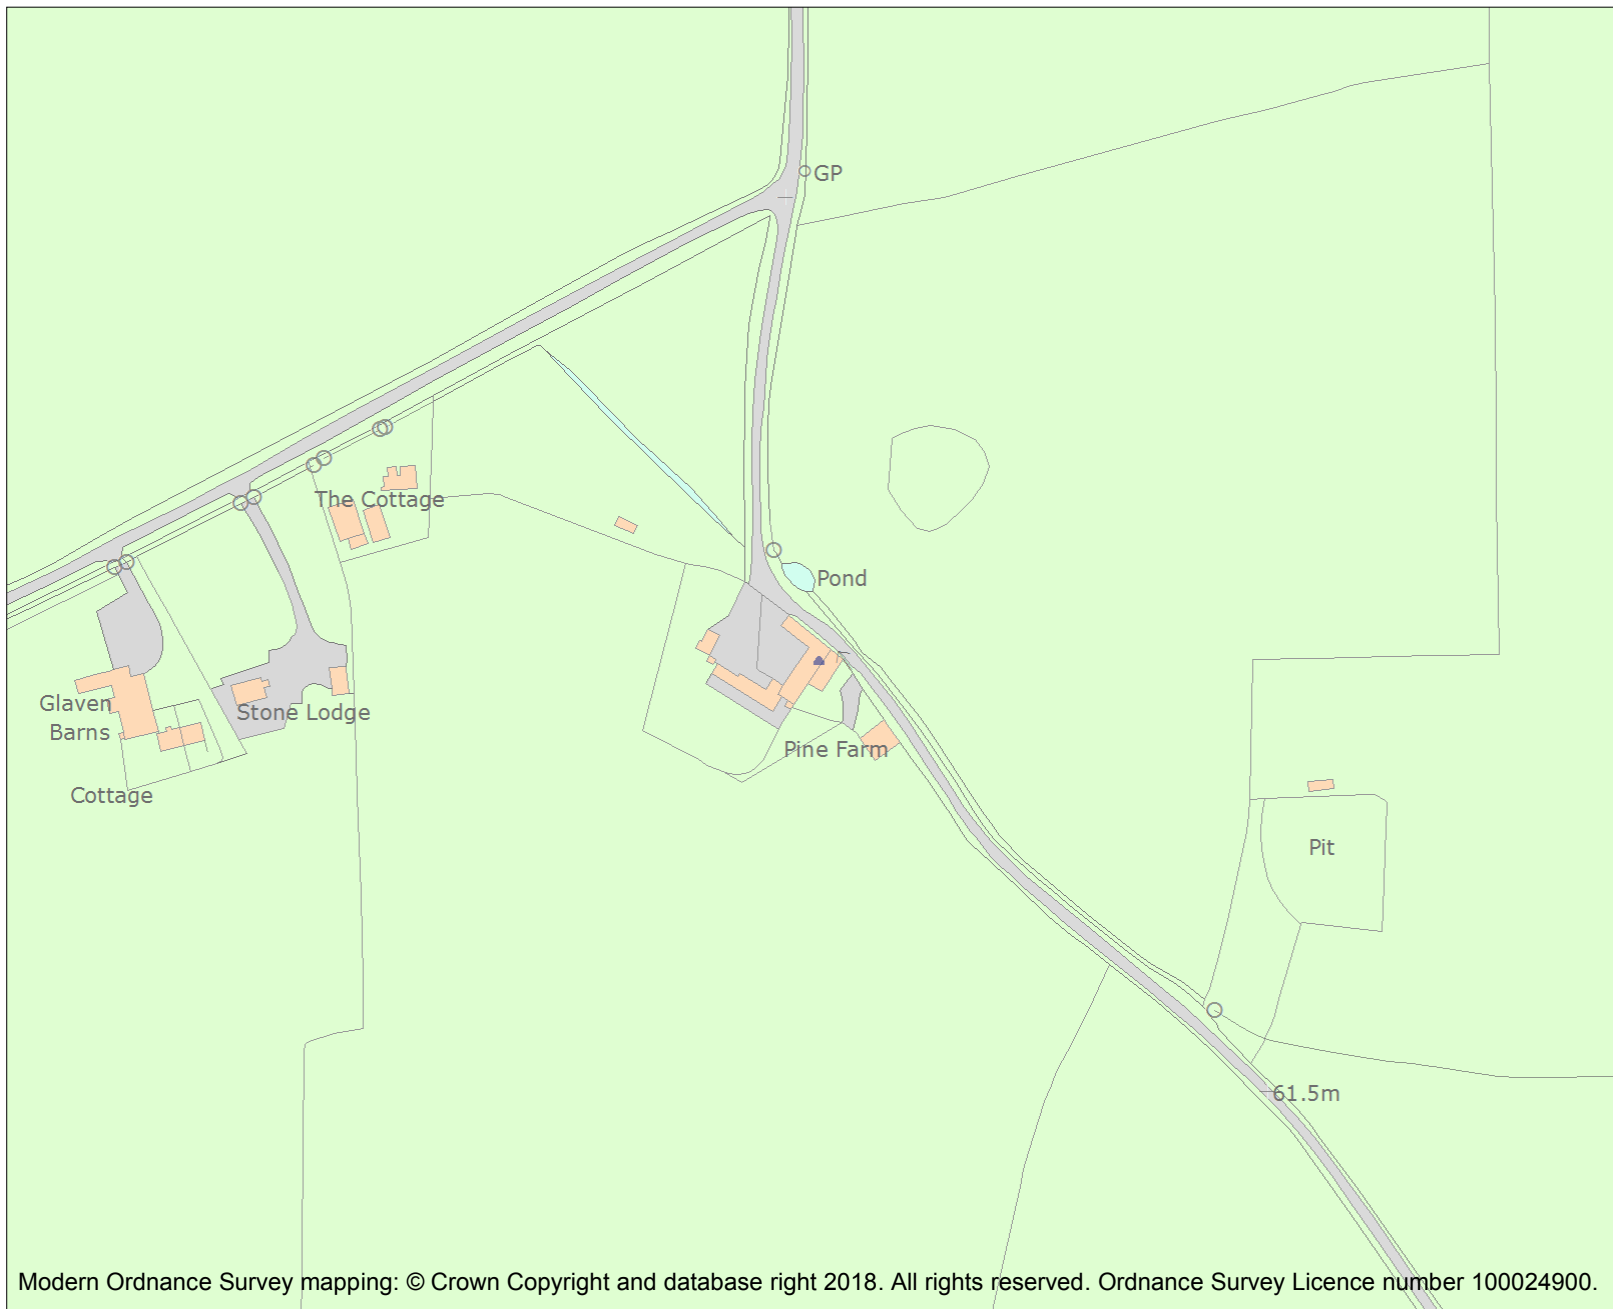 GP
The Cottage
Pond
Glaven
Barns
Stone Lodge
Pine Farm
Cottage
Pit
61.5m
Modern Ordnance Survey mapping: © Crown Copyright and database right 2018. All rights reserved. Ordnance Survey Licence number 100024900.